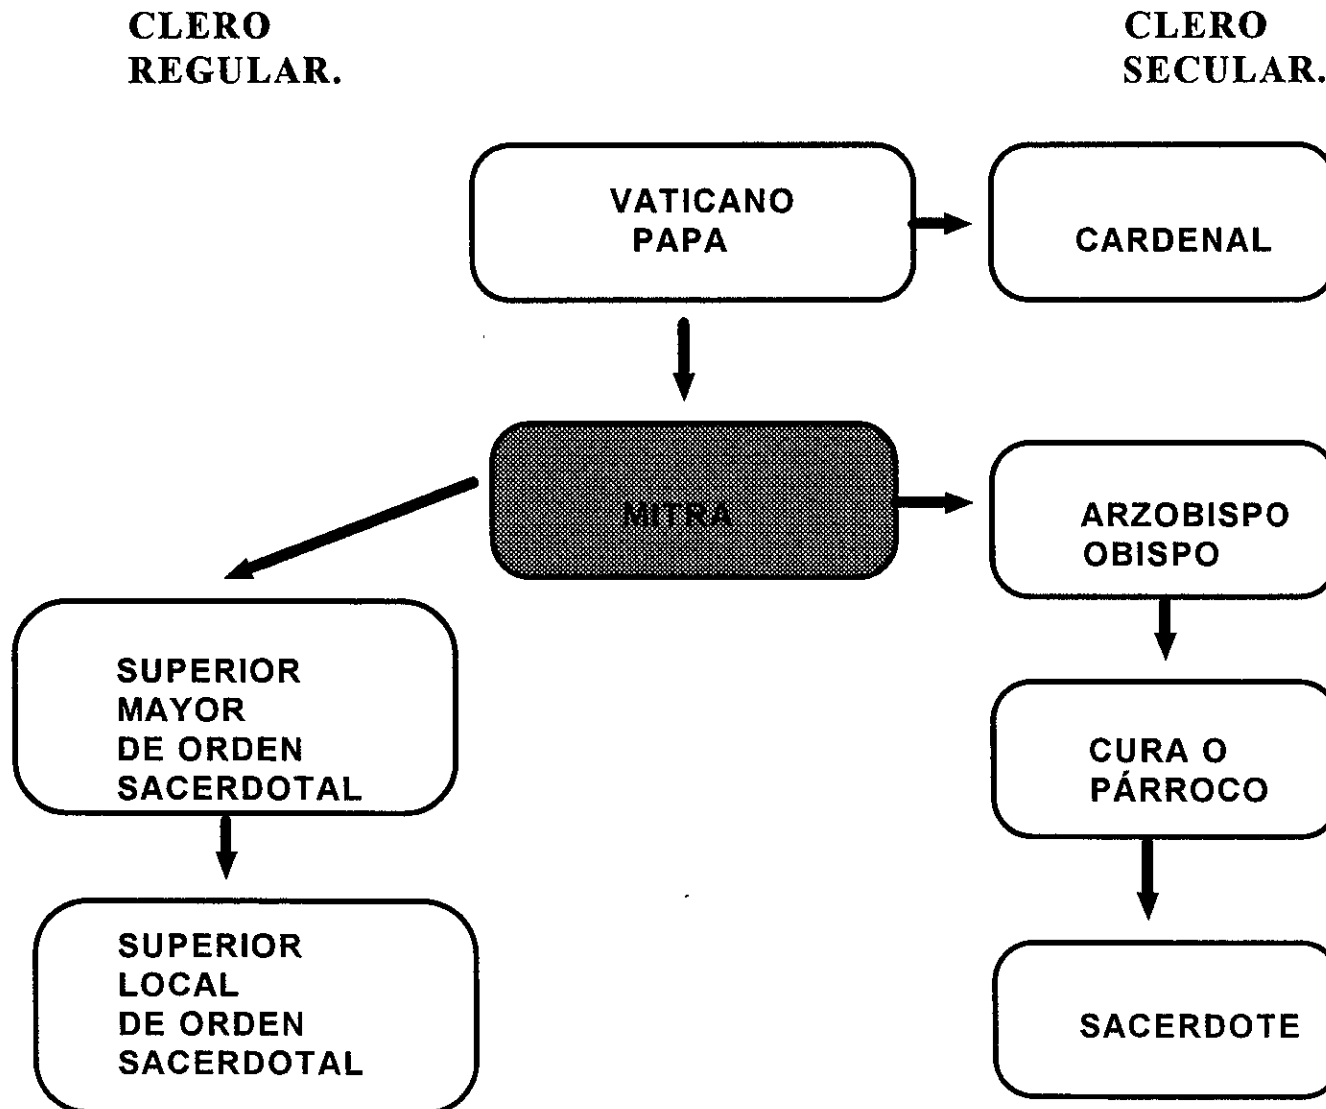 CLERO
REGULAR.
CLERO
SECULAR.
VATICANO
PAPA
CARDENAL
MITRA
ARZOBISPO
OBISPO
SUPERIOR
MAYOR
DE ORDEN
SACERDOTAL
CURA O
PÁRROCO
SUPERIOR
LOCAL
DE ORDEN
SACERDOTAL
SACERDOTE